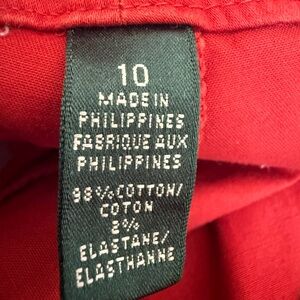 10
MADE IN
PHILIPPINES
FABRIQUE AUX
PHILIPPINES
98% COTTON/
COTON
2%
ELASTANE/
ELASTHANNE